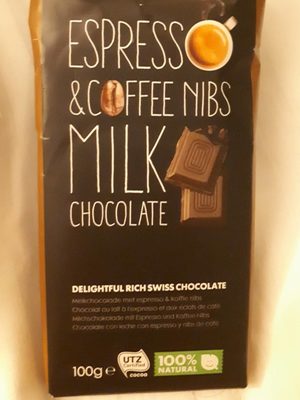 ESPRESSO
& COFFEE NIBS
MILK
CHOCOLATE
DELIGHTFUL RICH SWISS CHOCOLATE
Melkchocolade met espresso & koffie nibs
Chocolat au lait à l'espresso et aux éclats de café
Milchschokolade mit Espresso und Kaffee Nibs
Chocolate con leche con espresso y nibs de café
100g e
UTZ
Certified
cacao
100%
NATURAL